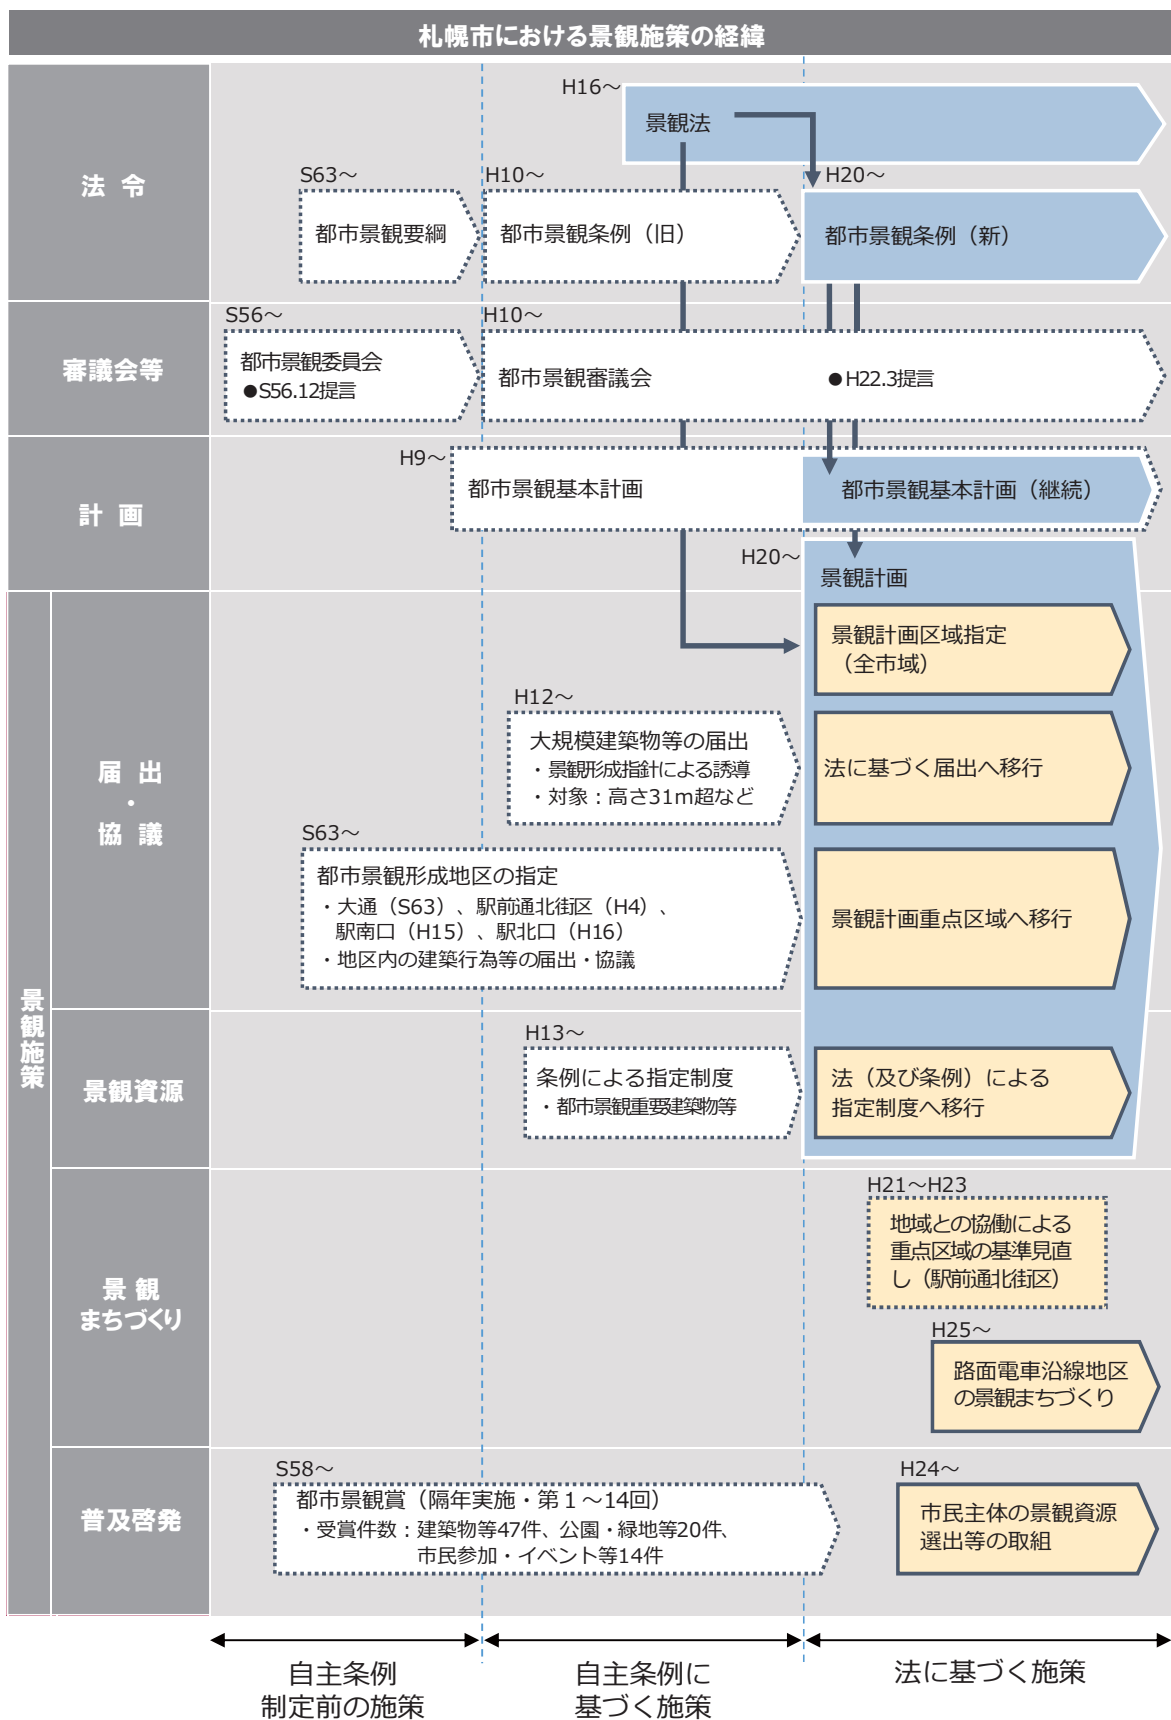 札幌市における景観施策の経緯
法 令
H16～
景観法
S63～
都市景観要綱
H10～
都市景観条例（旧）
H20～
都市景観条例（新）
審議会等
S56～
都市景観委員会
●S56.12提言
H10～
都市景観審議会
●H22.3提言
計 画
H9～
都市景観基本計画
都市景観基本計画（継続）
H20～
景観計画
景観施策
届 出
・
協 議
景観計画区域指定
（全市域）
H12～
大規模建築物等の届出
・景観形成指針による誘導
・対象：高さ31m超など
法に基づく届出へ移行
S63～
都市景観形成地区の指定
・大通（S63）、駅前通北街区（H4）、
駅南口（H15）、駅北口（H16）
・地区内の建築行為等の届出・協議
景観計画重点区域へ移行
景観資源
H13～
条例による指定制度
・都市景観重要建築物等
法（及び条例）による
指定制度へ移行
景 観
まちづくり
H21～H23
地域との協働による
重点区域の基準見直
し（駅前通北街区）
H25～
路面電車沿線地区
の景観まちづくり
普及啓発
S58～
都市景観賞（隔年実施・第１～14回）
・受賞件数：建築物等47件、公園・緑地等20件、
市民参加・イベント等14件
H24～
市民主体の景観資源
選出等の取組
自主条例
制定前の施策
自主条例に
基づく施策
法に基づく施策